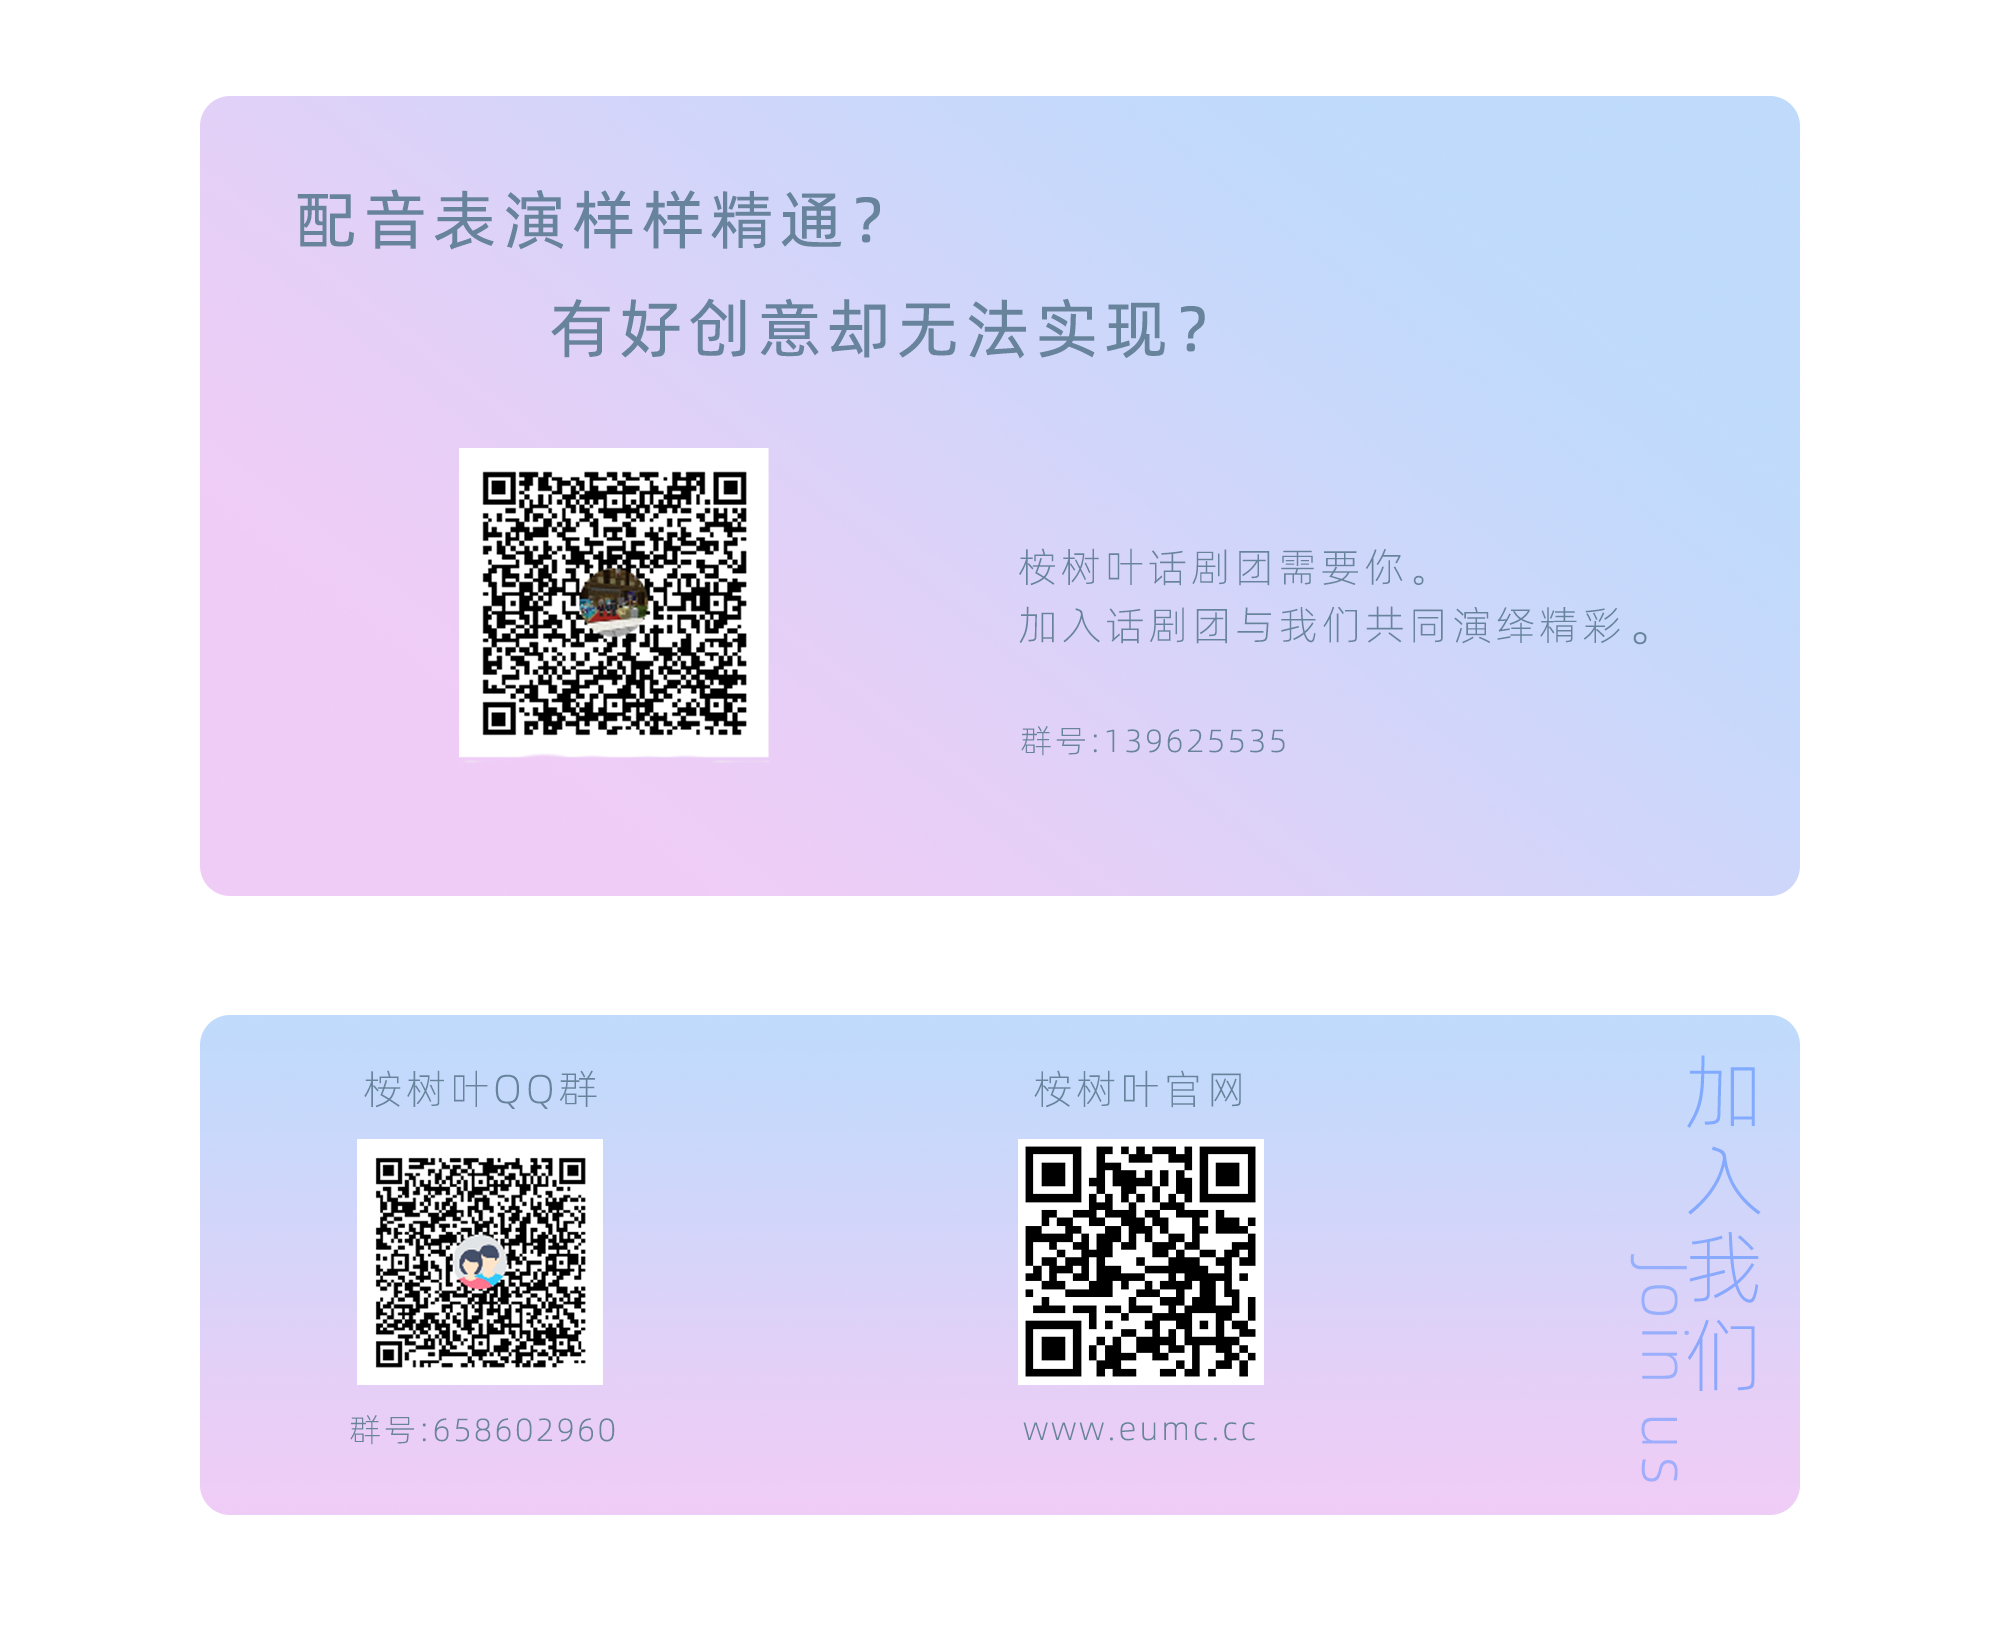 配音表演样样精通?
有好创意却无法实现?
桉树叶话剧团需要你。
加入话剧团与我们共同演绎精彩。
群号:139625535
桉树叶QQ群
群号:658602960
桉树叶官网
www.eumc.cc
加入我们
Join us